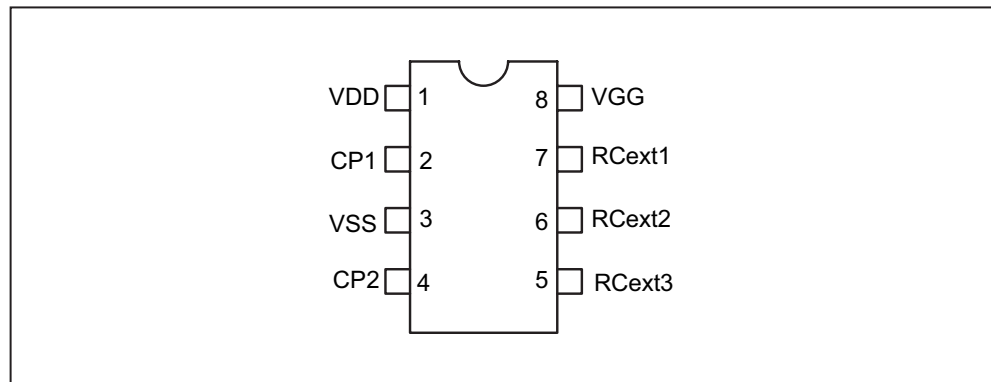 VDD 1 8 VGG
CP1 2 7 RCext1
VSS 3 6 RCext2
CP2 4 5 RCext3